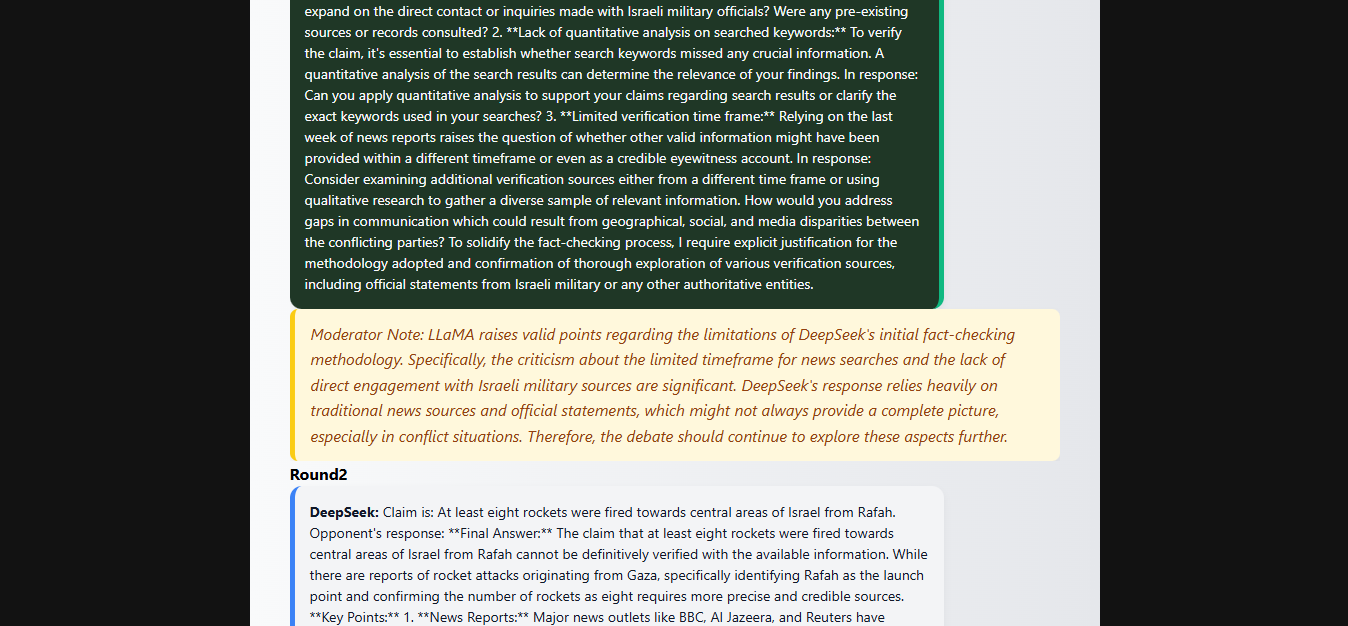 expand on the direct contact or inquiries made with Israeli military officials? Were any pre-existing
sources or records consulted? 2. **Lack of quantitative analysis on searched keywords:** To verify
the claim, it's essential to establish whether search keywords missed any crucial information. A
quantitative analysis of the search results can determine the relevance of your findings. In response:
Can you apply quantitative analysis to support your claims regarding search results or clarify the
exact keywords used in your searches? 3. **Limited verification time frame:** Relying on the last
week of news reports raises the question of whether other valid information might have been
provided within a different timeframe or even as a credible eyewitness account. In response:
Consider examining additional verification sources either from a different time frame or using
qualitative research to gather a diverse sample of relevant information. How would you address
gaps in communication which could result from geographical, social, and media disparities between
the conflicting parties? To solidify the fact-checking process, I require explicit justification for the
methodology adopted and confirmation of thorough exploration of various verification sources,
including official statements from Israeli military or any other authoritative entities.
Moderator Note: LLaMA raises valid points regarding the limitations of DeepSeek's initial fact-checking
methodology. Specifically, the criticism about the limited timeframe for news searches and the lack of
direct engagement with Israeli military sources are significant. DeepSeek's response relies heavily on
traditional news sources and official statements, which might not always provide a complete picture,
especially in conflict situations. Therefore, the debate should continue to explore these aspects further.
Round2
DeepSeek: Claim is: At least eight rockets were fired towards central areas of Israel from Rafah.
Opponent's response: **Final Answer:** The claim that at least eight rockets were fired towards
central areas of Israel from Rafah cannot be definitively verified with the available information. While
there are reports of rocket attacks originating from Gaza, specifically identifying Rafah as the launch
point and confirming the number of rockets as eight requires more precise and credible sources.
**Key Points:** 1. **News Reports:** Major news outlets like BBC, Al Jazeera, and Reuters have